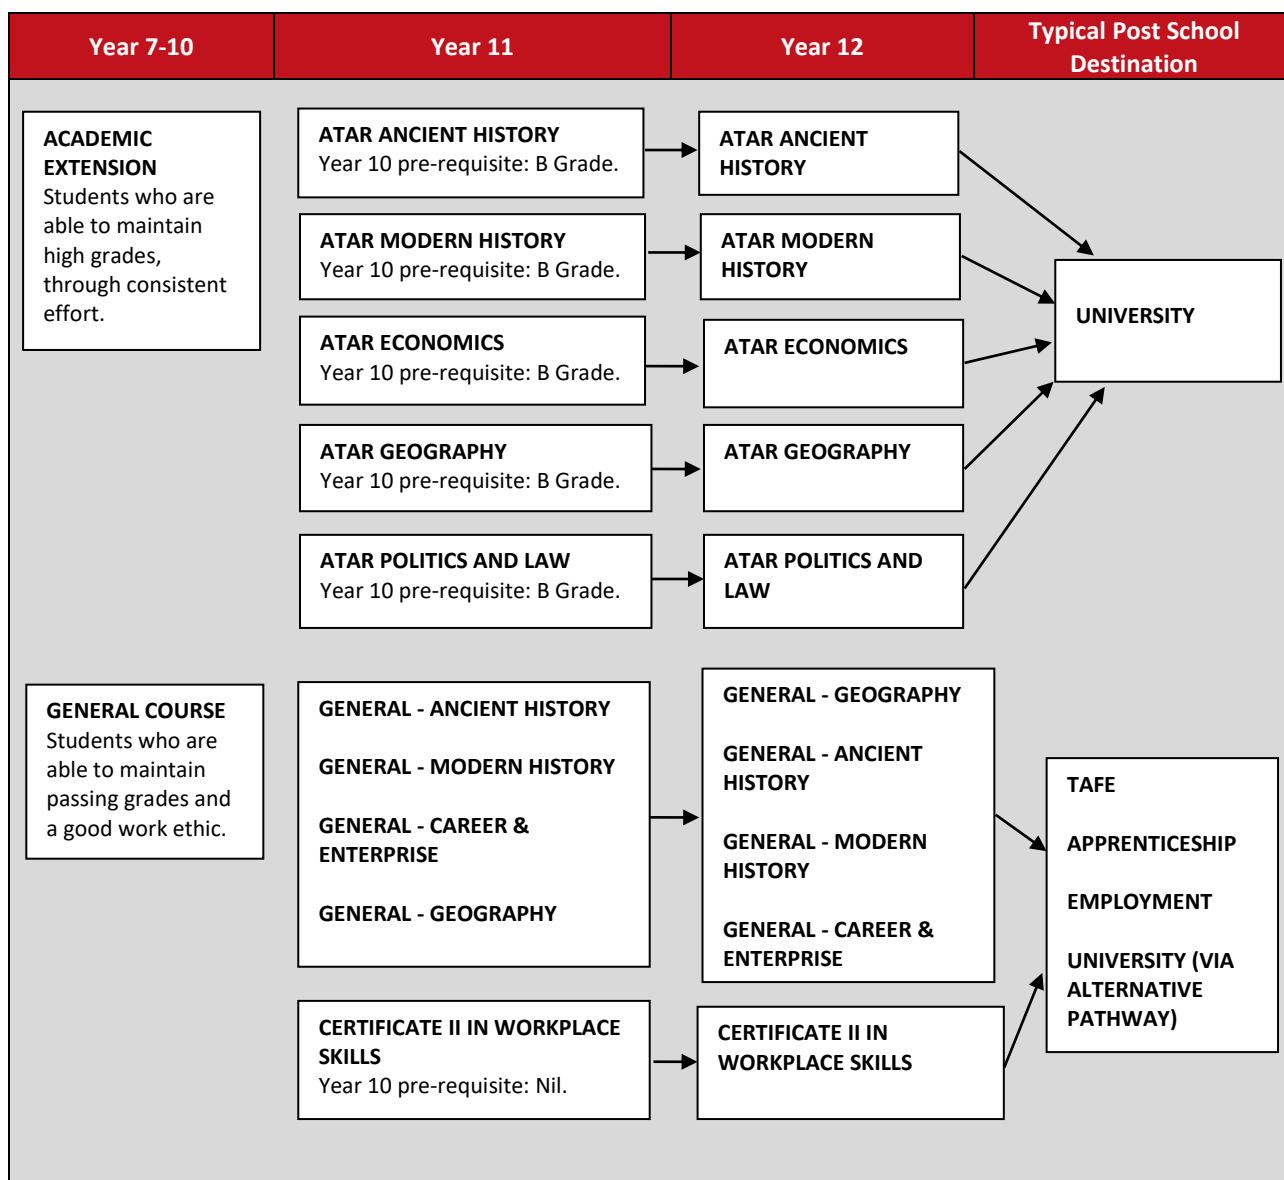 Year 7-10
Year 11
Year 12
Typical Post School
Destination
ACADEMIC
EXTENSION
Students who are
able to maintain
high grades,
through consistent
effort.
ATAR ANCIENT HISTORY
Year 10 pre-requisite: B Grade.
ATAR ANCIENT
HISTORY
ATAR MODERN HISTORY
Year 10 pre-requisite: B Grade.
ATAR MODERN
HISTORY
ATAR ECONOMICS
Year 10 pre-requisite: B Grade.
ATAR ECONOMICS
ATAR GEOGRAPHY
Year 10 pre-requisite: B Grade.
ATAR GEOGRAPHY
ATAR POLITICS AND LAW
Year 10 pre-requisite: B Grade.
ATAR POLITICS AND
LAW
UNIVERSITY
GENERAL COURSE
Students who are
able to maintain
passing grades and
a good work ethic.
GENERAL - ANCIENT HISTORY
GENERAL - MODERN HISTORY
GENERAL - CAREER &
ENTERPRISE
GENERAL - GEOGRAPHY
GENERAL - GEOGRAPHY
GENERAL - ANCIENT
HISTORY
GENERAL - MODERN
HISTORY
GENERAL - CAREER &
ENTERPRISE
CERTIFICATE II IN WORKPLACE
SKILLS
Year 10 pre-requisite: Nil.
CERTIFICATE II IN
WORKPLACE SKILLS
TAFE
APPRENTICESHIP
EMPLOYMENT
UNIVERSITY (VIA
ALTERNATIVE
PATHWAY)